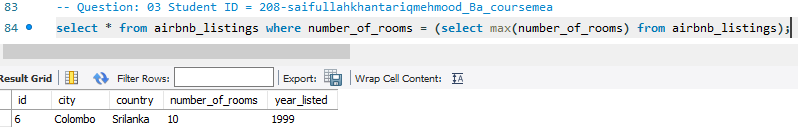 83 -- Question: 03 Student ID = 208-saifullahkhantariqmehmood_Ba_coursemea
84 select * from airbnb_listings where number_of_rooms = (select max(number_of_rooms) from airbnb_listings);
Result Grid Filter Rows: Export: Wrap Cell Content: IA
id city country number_of_rooms year_listed
6 Colombo Srilanka 10 1999